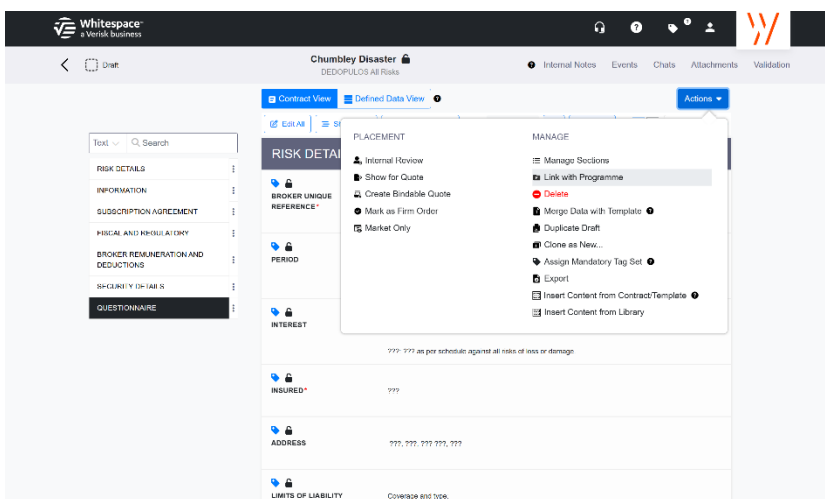 Whitespace™
a Verisk business
Draft
Chumbley Disaster
DEDOPULOS All Risks
Internal Notes Events Chats Attachments Validation
Contract View Defined Data View
Actions
Edit All
Text Search
RISK DETAILS
INFORMATION
SUBSCRIPTION AGREEMENT
FISCAL AND REGULATORY
BROKER REMUNERATION AND
DEDUCTIONS
SECURITY DETAILS
QUESTIONNAIRE
RISK DETAI
BROKER UNIQUE
REFERENCE*
PERIOD
INTEREST
???: ??? as per schedule against all risks of loss or damage
INSURED*
???
ADDRESS
???, ???, ??? ???, ???
LIMITS OF LIABILITY
Coverage and type,
PLACEMENT
Internal Review
Show for Quote
Create Bindable Quote
Mark as Firm Order
Market Only
MANAGE
Manage Sections
Link with Programme
Delete
Merge Data with Template
Duplicate Draft
Clone as New...
Assign Mandatory Tag Set
Export
Insert Content from Contract/Template
Insert Content from Library